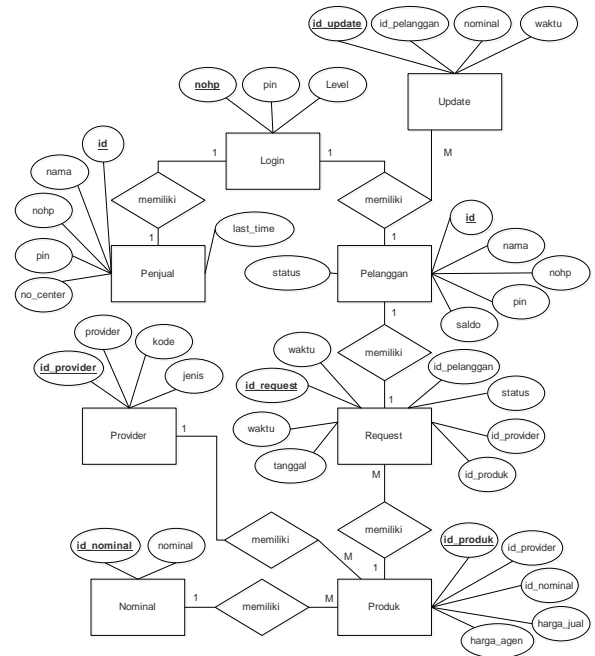 id_update
id_pelanggan
nominal
waktu
Update
nohp
pin
Level
Login
1
1
M
id
nama
nohp
pin
no_center
memiliki
memiliki
1
1
last_time
Penjual
status
Pelanggan
id
nama
nohp
pin
saldo
1
memiliki
1
provider
kode
id_provider
jenis
Provider
1
waktu
id_request
waktu
tanggal
Request
id_pelanggan
status
id_provider
id_produk
M
memiliki
memiliki
M
1
id_nominal
nominal
Nominal
1
memiliki
M
Produk
id_produk
id_provider
id_nominal
harga_jual
harga_agen